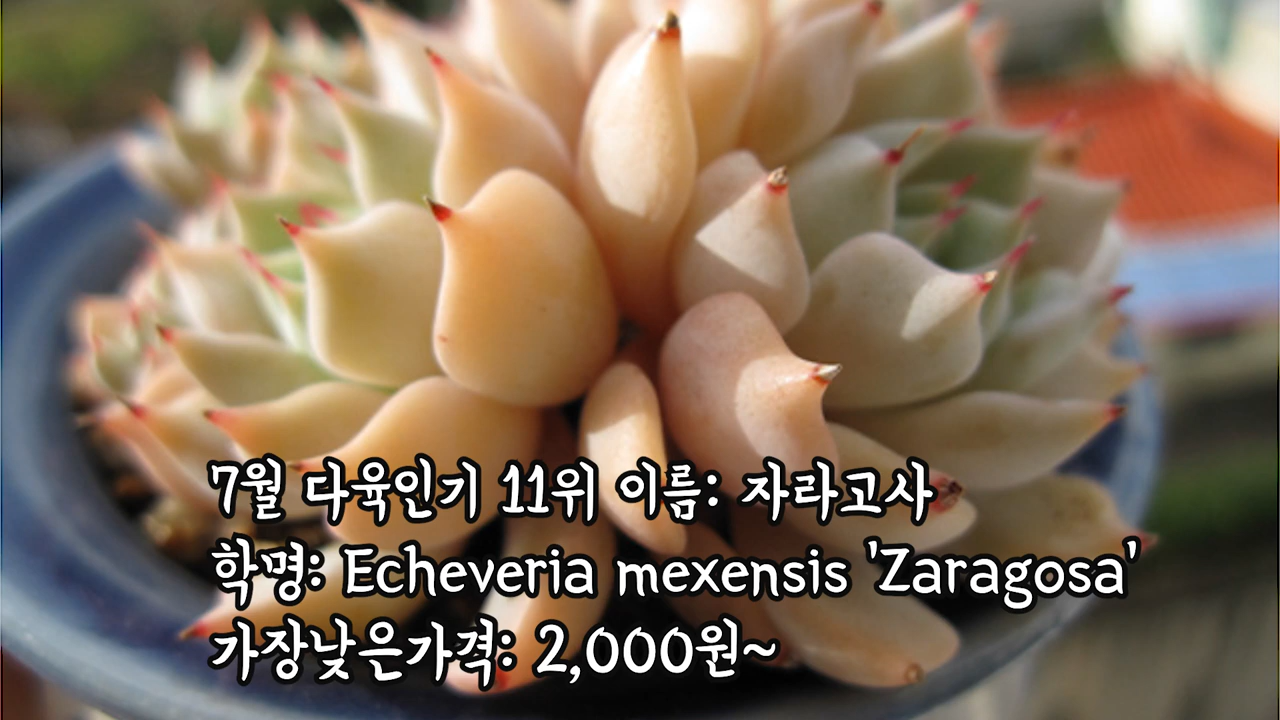 7월 다육인기 11위 이름: 자라고사
학명: Echeveria mexensis 'Zaragosa'
가장낮은가격: 2,000원~